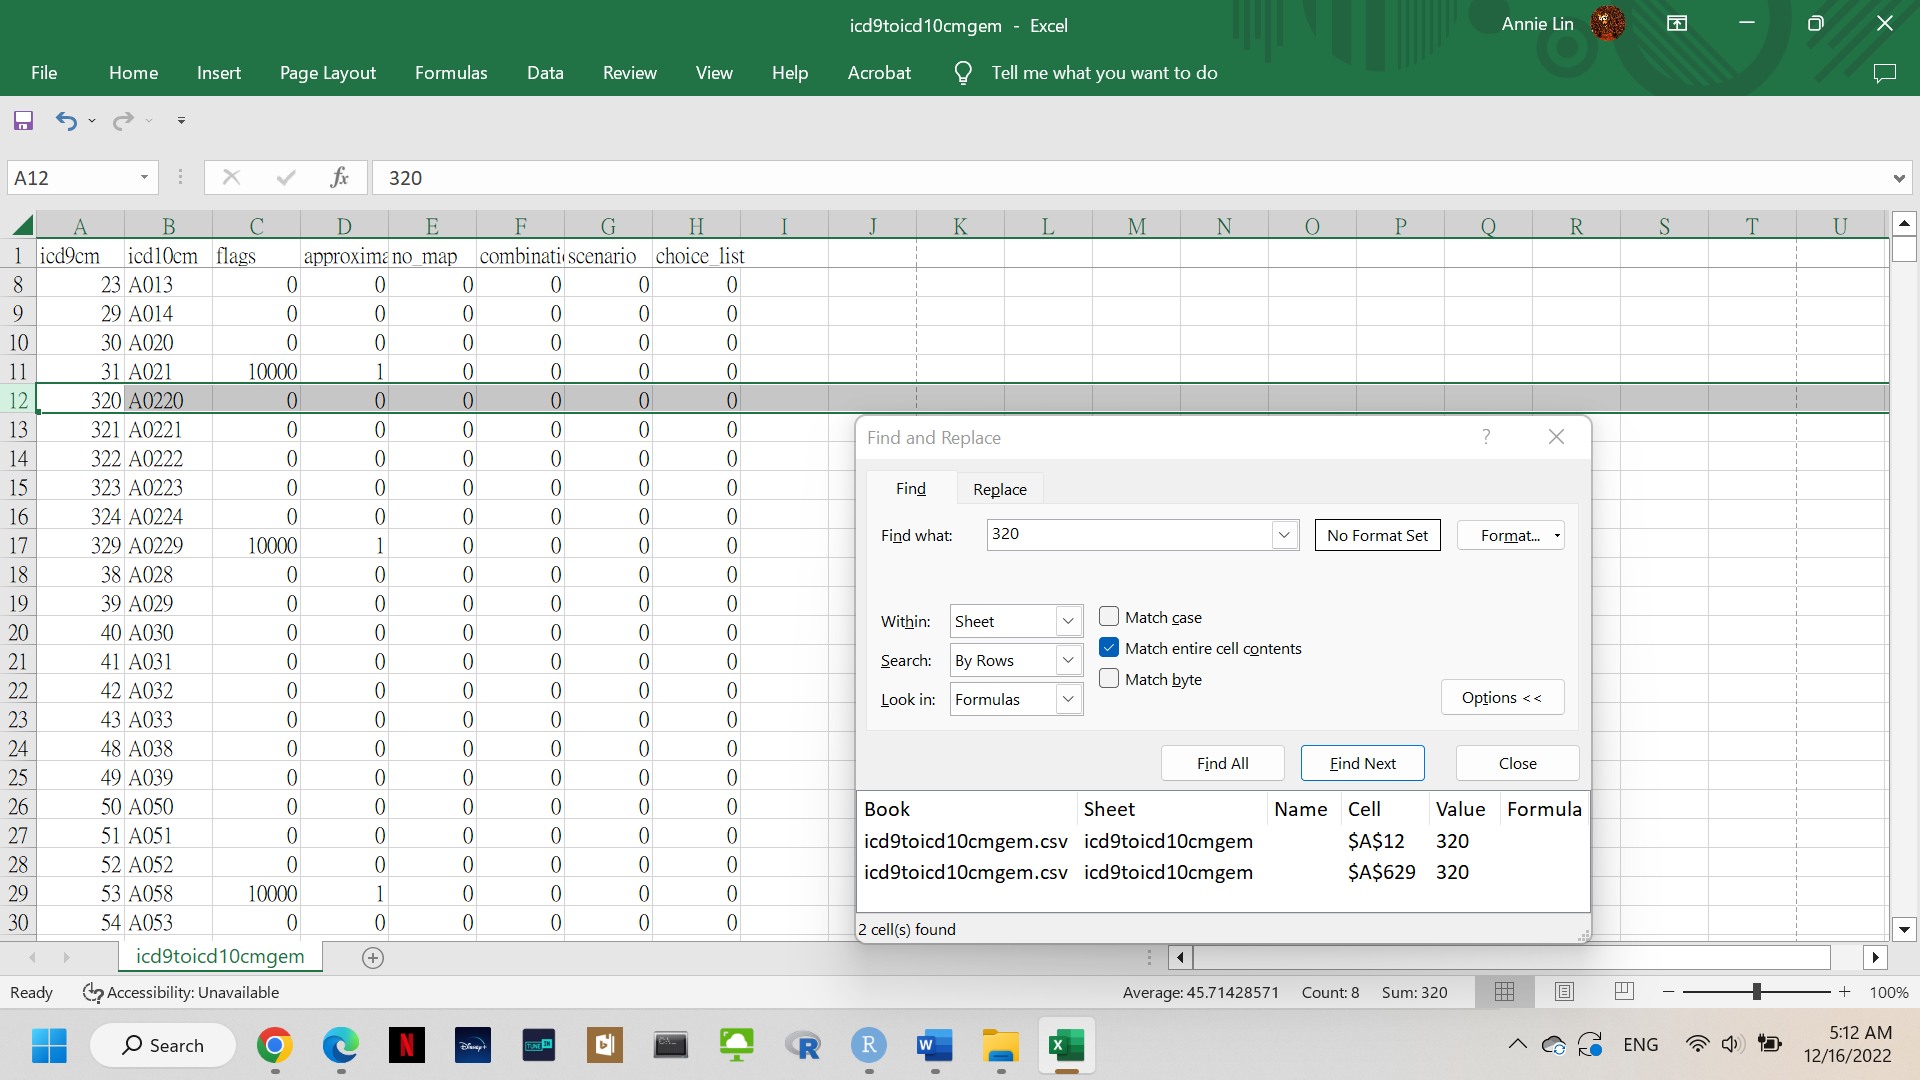 icd9toicd10cmgem - Excel
Annie Lin
File Home Insert Page Layout Formulas Data Review View Help Acrobat Tell me what you want to do
A12 fx 320
A B C D E F G H I J K L M N O P Q R S T U
1 icd9cm icd10cm flags approxima no_map combinati scenario choice_list
8 23 A013 0 0 0 0 0 0
9 29 A014 0 0 0 0 0 0
10 30 A020 0 0 0 0 0 0
11 31 A021 10000 1 0 0 0 0
12 320 A0220 0 0 0 0 0 0
13 321 A0221 0 0 0 0 0 0
14 322 A0222 0 0 0 0 0 0
15 323 A0223 0 0 0 0 0 0
16 324 A0224 0 0 0 0 0 0
17 329 A0229 10000 1 0 0 0 0
18 38 A028 0 0 0 0 0 0
19 39 A029 0 0 0 0 0 0
20 40 A030 0 0 0 0 0 0
21 41 A031 0 0 0 0 0 0
22 42 A032 0 0 0 0 0 0
23 43 A033 0 0 0 0 0 0
24 48 A038 0 0 0 0 0 0
25 49 A039 0 0 0 0 0 0
26 50 A050 0 0 0 0 0 0
27 51 A051 0 0 0 0 0 0
28 52 A052 0 0 0 0 0 0
29 53 A058 10000 1 0 0 0 0
30 54 A053 0 0 0 0 0 0
Find and Replace ?
Find Replace
Find what: 320 No Format Set Format...
Within: Sheet Match case
Search: By Rows Match entire cell contents
Look in: Formulas Match byte
Options <<
Find All Find Next Close
Book Sheet Name Cell Value Formula
icd9toicd10cmgem.csv icd9toicd10cmgem $A$12 320
icd9toicd10cmgem.csv icd9toicd10cmgem $A$629 320
2 cell(s) found
icd9toicd10cmgem
Ready Accessibility: Unavailable Average: 45.71428571 Count: 8 Sum: 320 100%
Search N Disney+ TUNE IN C:\. R R W X ENG 5:12 AM
12/16/2022